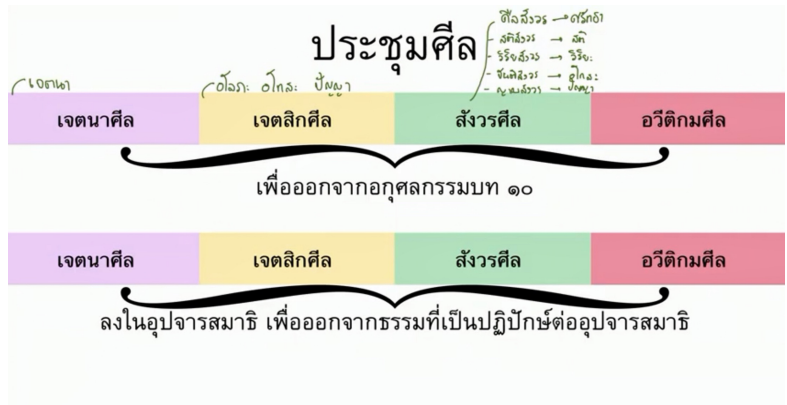 ประชุมศีล
ศีลสังวร → ศรัทธา
- สติสังวร → สติ
- วิริยสังวร → วิริยะ
- ขันติสังวร → อโทสะ
- ญาณสังวร → ปัญญา
เจตนา
อโลภะ อโทสะ ปัญญา
เจตนาศีล เจตสิกศีล สังวรศีล อวีติกมศีล
เพื่อออกจากอกุศลกรรมบท ๑๐
เจตนาศีล เจตสิกศีล สังวรศีล อวีติกมศีล
ลงในอุปจารสมาธิ เพื่อออกจากธรรมที่เป็นปฏิปักษ์ต่ออุปจารสมาธิ